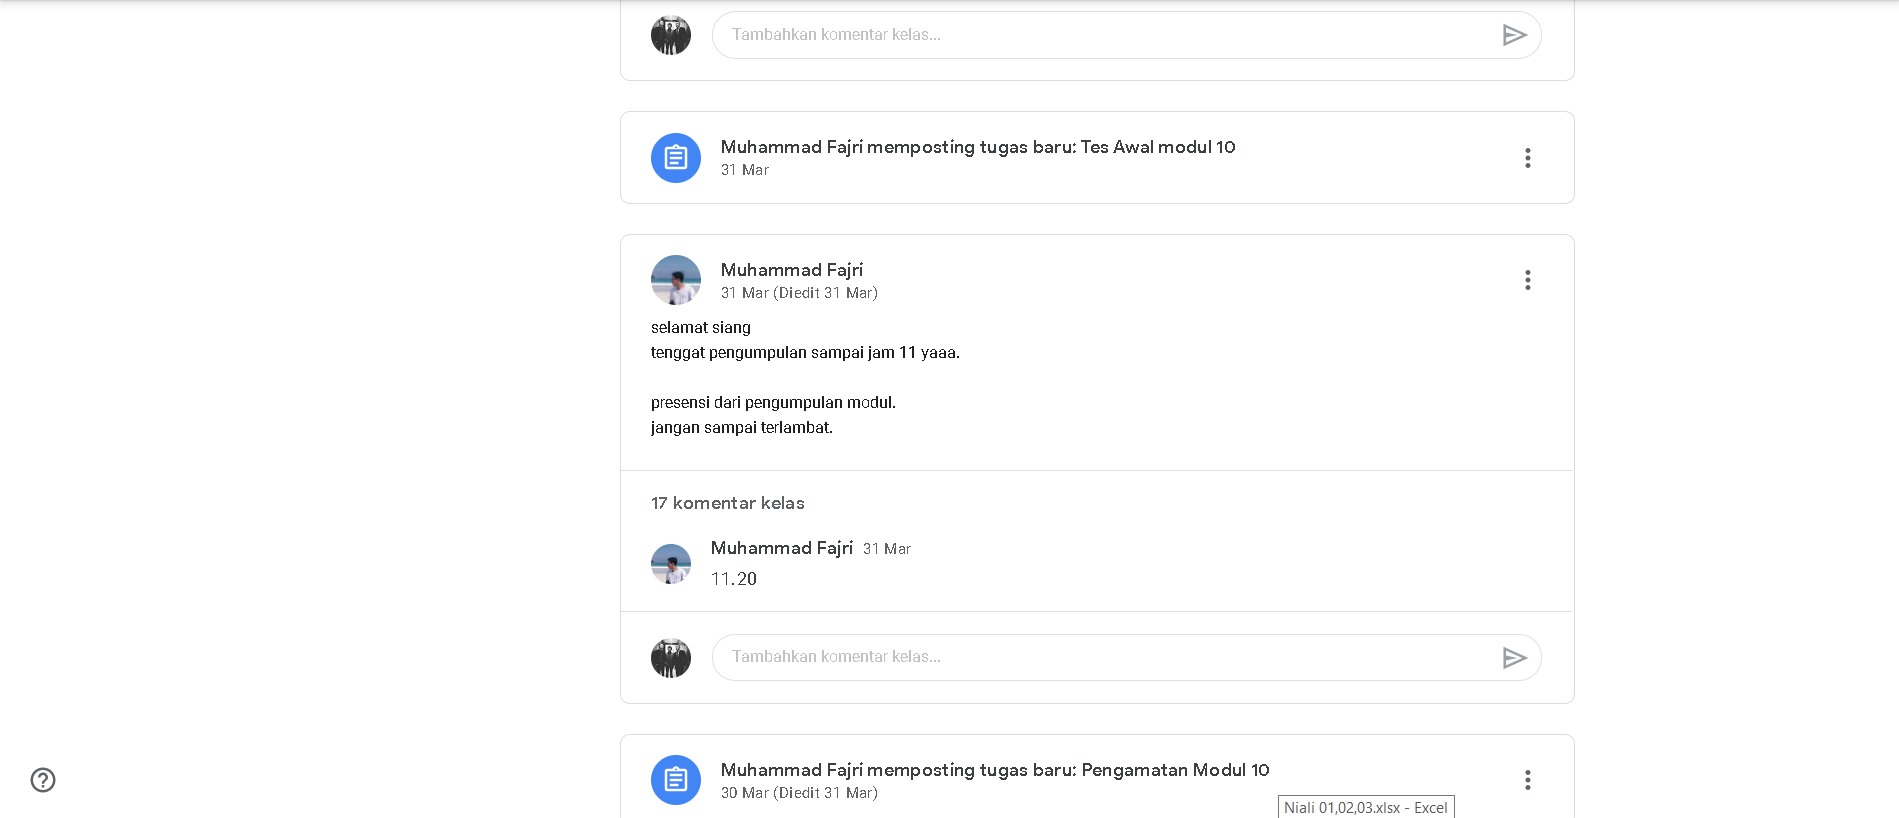 Tambahkan komentar kelas...
Muhammad Fajri memposting tugas baru: Tes Awal modul 10
31 Mar
Muhammad Fajri
31 Mar (Diedit 31 Mar)
selamat siang
tenggat pengumpulan sampai jam 11 yaaa.
presensi dari pengumpulan modul.
jangan sampai terlambat.
17 komentar kelas
Muhammad Fajri 31 Mar
11.20
Tambahkan komentar kelas...
Muhammad Fajri memposting tugas baru: Pengamatan Modul 10
30 Mar (Diedit 31 Mar)
Niali 01,02,03.xlsx - Excel